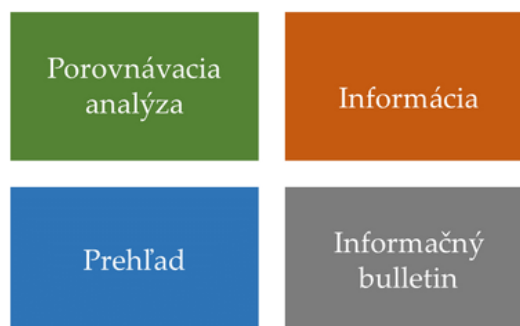 Porovnávacia
analýza
Informácia
Prehľad
Informačný
bulletin